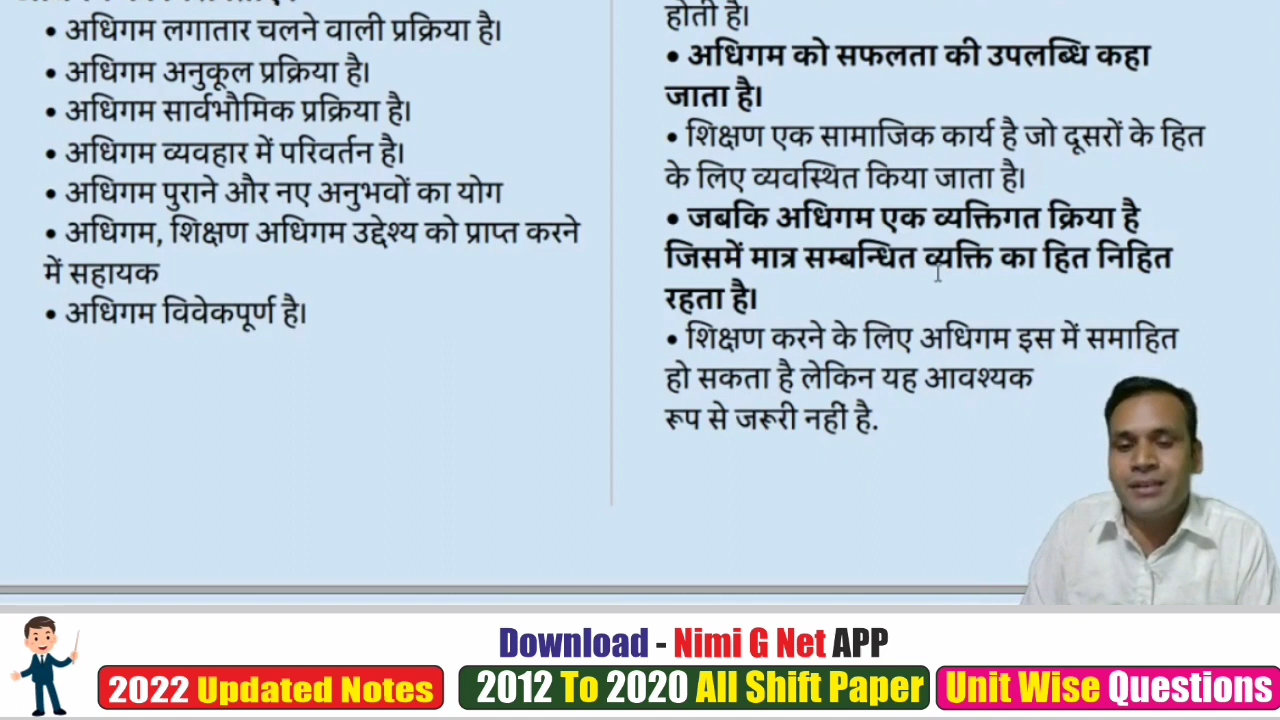 • अधिगम लगातार चलने वाली प्रक्रिया है।
• अधिगम अनुकूल प्रक्रिया है।
• अधिगम सार्वभौमिक प्रक्रिया है।
• अधिगम व्यवहार में परिवर्तन है।
• अधिगम पुराने और नए अनुभवों का योग
• अधिगम, शिक्षण अधिगम उद्देश्य को प्राप्त करने
में सहायक
• अधिगम विवेकपूर्ण है।
होती है।
• अधिगम को सफलता की उपलब्धि कहा
जाता है।
• शिक्षण एक सामाजिक कार्य है जो दूसरों के हित
के लिए व्यवस्थित किया जाता है।
• जबकि अधिगम एक व्यक्तिगत क्रिया है
जिसमें मात्र सम्बन्धित व्यक्ति का हित निहित
रहता है।
• शिक्षण करने के लिए अधिगम इस में समाहित
हो सकता है लेकिन यह आवश्यक
रूप से जरूरी नहीं है.
Download - Nimi G Net APP
2022 Updated Notes
2012 To 2020 All Shift Paper
Unit Wise Questions